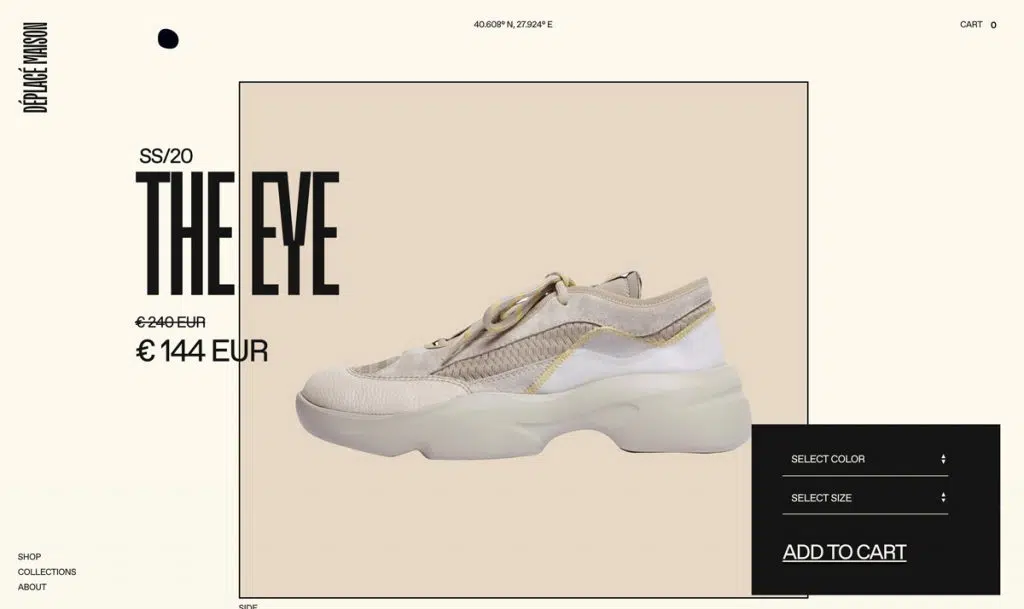 DÉPLACÉ MAISON
40.608° N, 27.924° E
CART 0
SS/20
THE EYE
€ 240 EUR
€ 144 EUR
SELECT COLOR
SELECT SIZE
ADD TO CART
SHOP
COLLECTIONS
ABOUT
SIDE